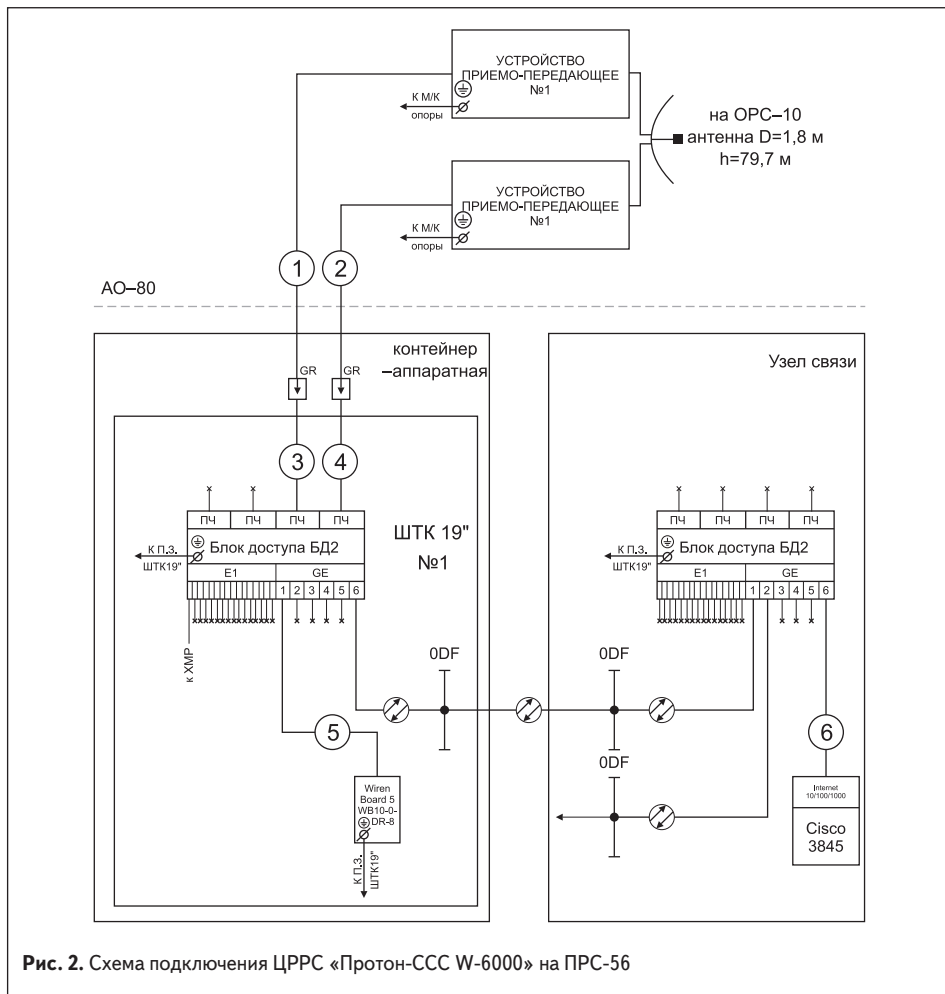 УСТРОЙСТВО
ПРИЕМО-ПЕРЕДАЮЩЕЕ
№1
К М/К
опоры
на ОРС–10
антенна D=1,8 м
h=79,7 м
УСТРОЙСТВО
ПРИЕМО-ПЕРЕДАЮЩЕЕ
№1
К М/К
опоры
1
2
АО–80
контейнер
–аппаратная
GR
GR
3
4
ПЧ
ПЧ
ПЧ
ПЧ
Блок доступа БД2
К П.З.
ШТК19"
E1
GE
1 2 3 4 5 6
к ХМР
ШТК 19"
№1
0DF
5
Wiren
Board 5
WB10-0-
DR-8
К П.З.
ШТК19"
Узел связи
ПЧ
ПЧ
ПЧ
ПЧ
Блок доступа БД2
К П.З.
ШТК19"
E1
GE
1 2 3 4 5 6
0DF
0DF
6
Internet
10/100/1000
Cisco
3845
Рис. 2. Схема подключения ЦРРС «Протон-ССС W-6000» на ПРС-56